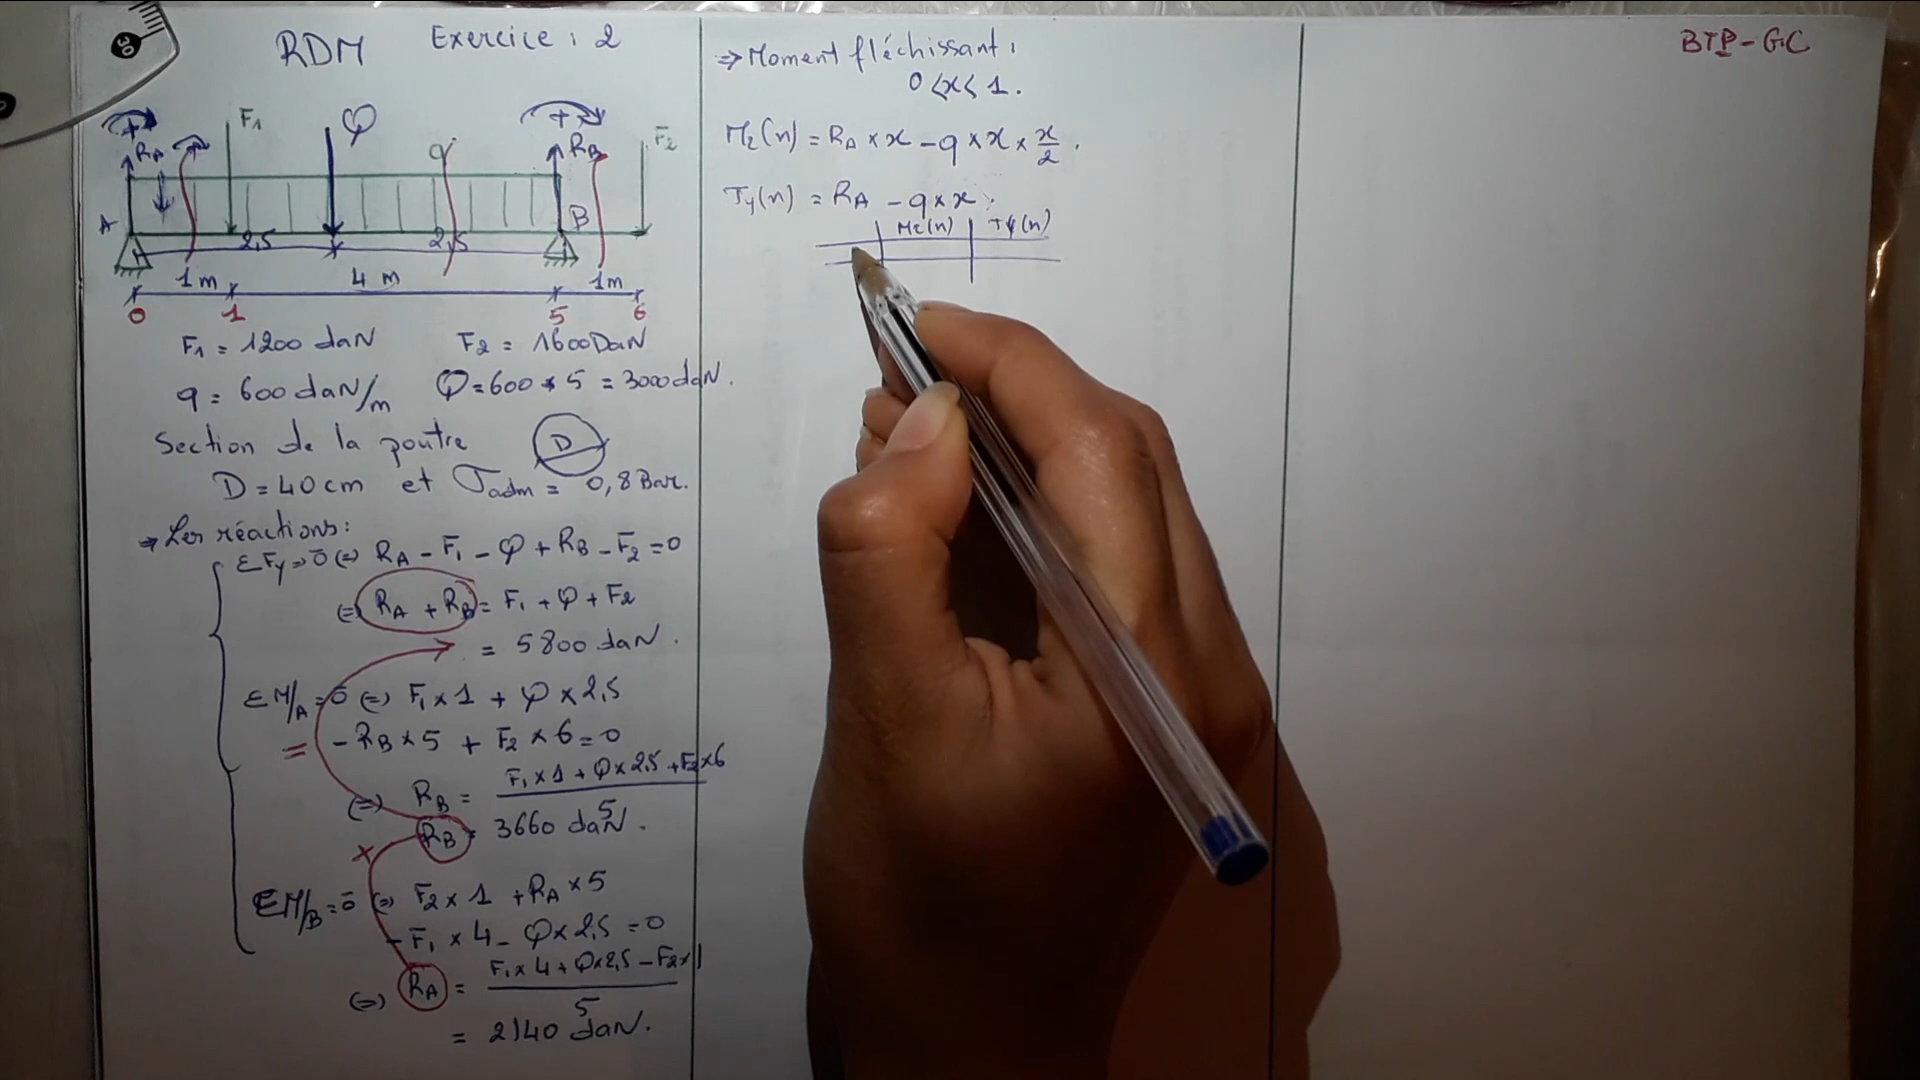 RDM Exercice : 2
F1 φ q RB F2
+ +
RA
A B
2,5 2,5
1m 4 m 1m
0 1 5 6
F1 = 1200 daN F2 = 1600DaN
q = 600 daN/m φ = 600 * 5 = 3000 daN.
Section de la poutre D
D = 40 cm et σadm = 0,8 Bar.
⇒ Les réactions :
ΣFy = 0 (=) RA - F1 - φ + RB - F2 = 0
(=) RA + RB = F1 + φ + F2
= 5800 daN.
ΣM/A = 0 (=) F1 × 1 + φ × 2,5
= - RB × 5 + F2 × 6 = 0
(=) RB = F1 × 1 + φ × 2,5 + F2 × 6 / 5
RB = 3660 daN.
ΣM/B = 0 (=) F2 × 1 + RA × 5
- F1 × 4 - φ × 2,5 = 0
(=) RA = F1 × 4 + φ × 2,5 - F2 × 1 / 5
= 2140 daN.
⇒ Moment fléchissant :
0 < x < 1.
Mz(x) = RA × x - q × x × x/2.
Ty(x) = RA - q × x.
Mz(x) Ty(x)
BTP-GC
30